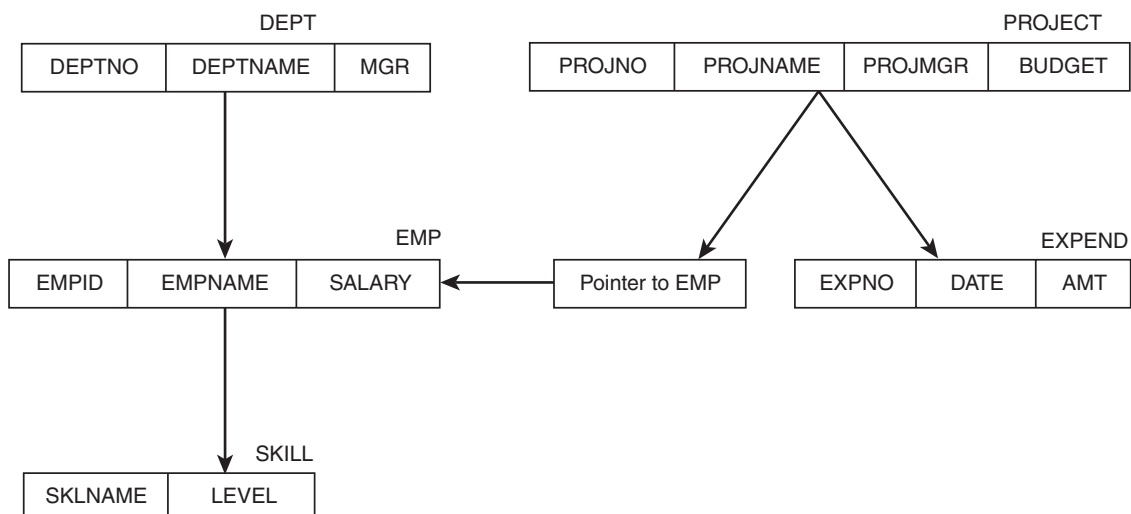 DEPT
DEPTNO DEPTNAME MGR
PROJECT
PROJNO PROJNAME PROJMGR BUDGET
EMP
EMPID EMPNAME SALARY
Pointer to EMP
EXPEND
EXPNO DATE AMT
SKILL
SKLNAME LEVEL